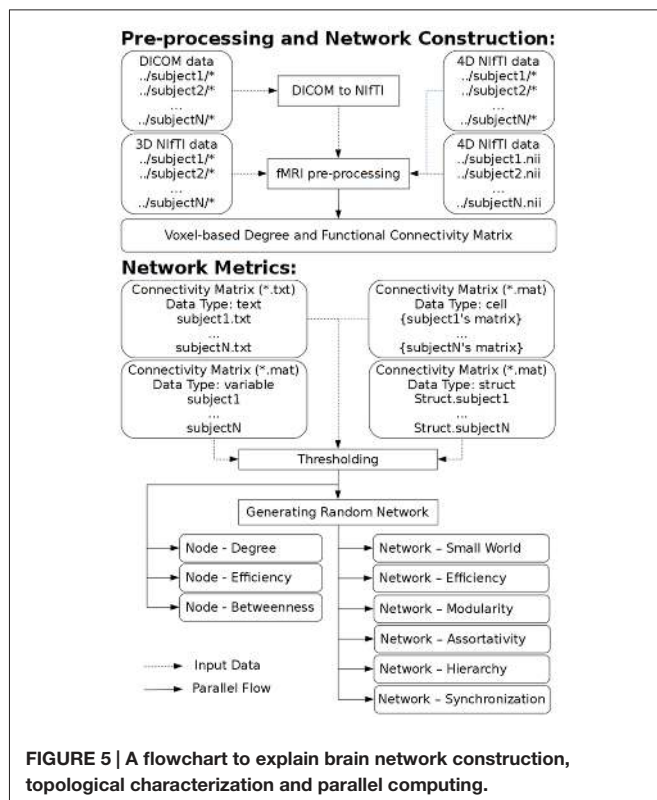 Pre-processing and Network Construction:
DICOM data
../subject1/*
../subject2/*
...
../subjectN/*
DICOM to NIfTI
4D NIfTI data
../subject1/*
../subject2/*
...
../subjectN/*
3D NIfTI data
../subject1/*
../subject2/*
...
../subjectN/*
fMRI pre-processing
4D NIfTI data
../subject1.nii
../subject2.nii
...
../subjectN.nii
Voxel-based Degree and Functional Connectivity Matrix
Network Metrics:
Connectivity Matrix (*.txt)
Data Type: text
subject1.txt
...
subjectN.txt
Connectivity Matrix (*.mat)
Data Type: cell
{subject1's matrix}
...
{subjectN's matrix}
Connectivity Matrix (*.mat)
Data Type: variable
subject1
...
subjectN
Connectivity Matrix (*.mat)
Data Type: struct
Struct.subject1
...
Struct.subjectN
Thresholding
Generating Random Network
Node - Degree
Node - Efficiency
Node - Betweenness
Network – Small World
Network – Efficiency
Network – Modularity
Network – Assortativity
Network – Hierarchy
Network – Synchronization
Input Data
Parallel Flow
FIGURE 5 | A flowchart to explain brain network construction,
topological characterization and parallel computing.